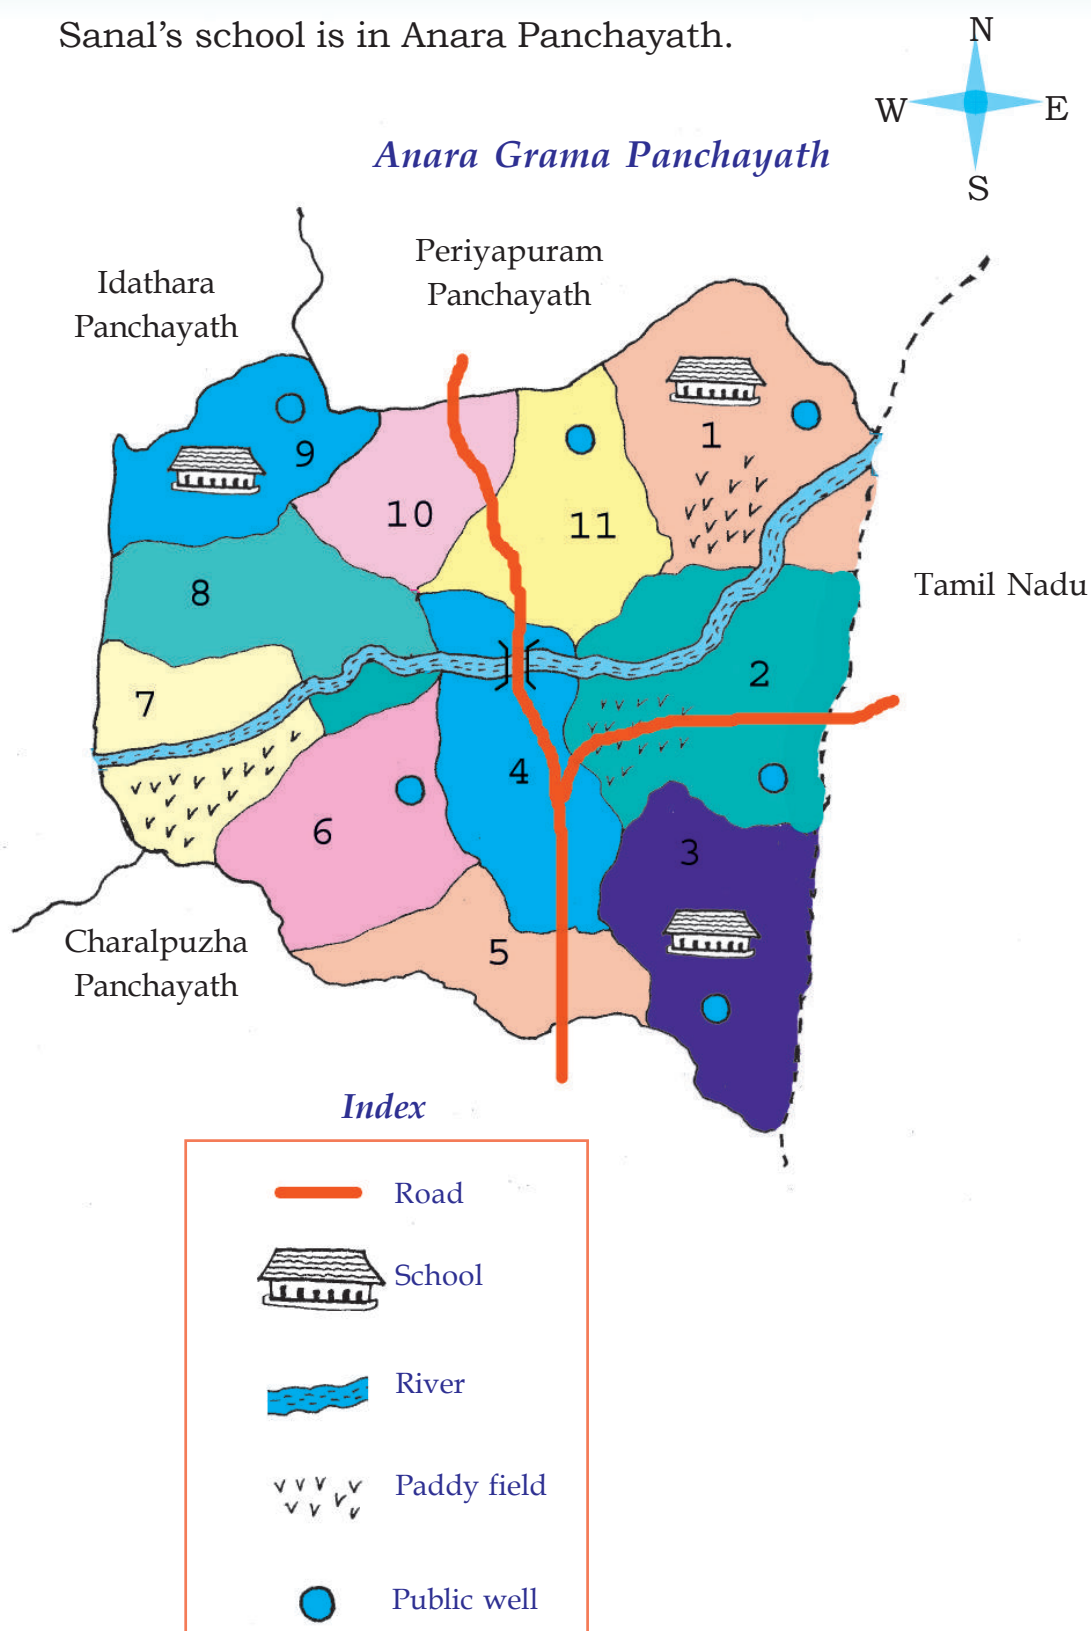 Sanal's school is in Anara Panchayath.
N
W
E
S
Anara Grama Panchayath
Periyapuram
Panchayath
Idathara
Panchayath
1
9
10
11
Tamil Nadu
8
2
7
4
6
3
5
Charalpuzha
Panchayath
Index
Road
School
River
Paddy field
Public well